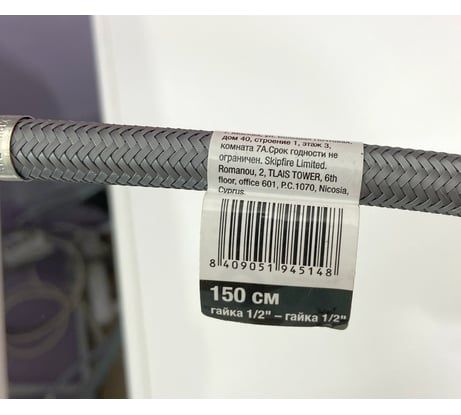 дом 40, строение 1, этаж 3,
комната 7А.Срок годности не
ограничен. Skipfire Limited.
Romanou, 2, TLAIS TOWER, 6th
floor, office 601, P.C.1070, Nicosia,
Cyprus.
8 409051 945148
150 см
гайка 1/2" – гайка 1/2"